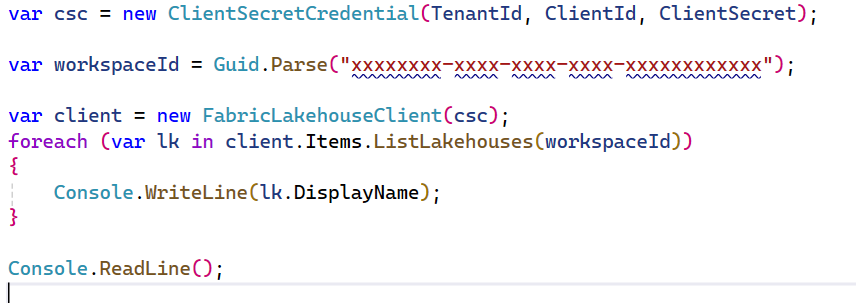 var csc = new ClientSecretCredential(TenantId, ClientId, ClientSecret);
var workspaceId = Guid.Parse("xxxxxxxx-xxxx-xxxx-xxxx-xxxxxxxxxxxx");
var client = new FabricLakehouseClient(csc);
foreach (var lk in client.Items.ListLakehouses(workspaceId))
{
    Console.WriteLine(lk.DisplayName);
}
Console.ReadLine();